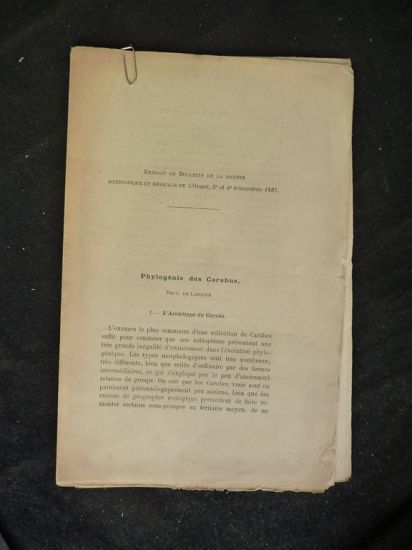 EXTRAIT DU BULLETIN DE LA SOCIÉTÉ
SCIENTIFIQUE ET MÉDICALE DE L'OUEST, 3e et 4e trimestres 1897.
Phylogénie des Carabus,
PAR G. DE LAPOUGE
I. — L'Archétype du Carabe.
L'examen le plus sommaire d'une collection de Carabes
suffit pour constater que ces coléoptères présentent une
très grande inégalité d'avancement dans l'évolution phylo-
génique. Les types morphologiques sont très nombreux,
très différents, bien que reliés d'ordinaire par des formes
intermédiaires, ce qui s'explique par le peu d'ancienneté
relative du groupe. On sait que les Carabes vrais sont en
paraissent paléontologiquement peu anciens, bien que des
raisons de géographie zoologique permettent de faire re-
monter certains sous-groupes au tertiaire moyen. Je ne